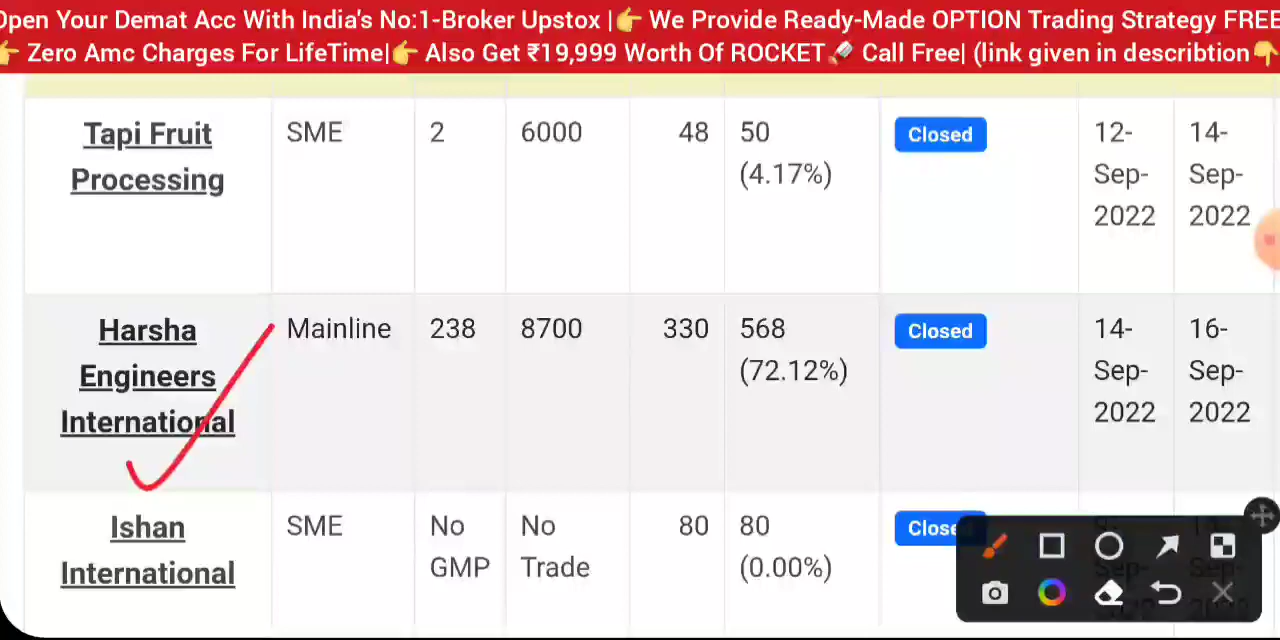 Open Your Demat Acc With India's No:1-Broker Upstox |👉 We Provide Ready-Made OPTION Trading Strategy FREE
👉 Zero Amc Charges For LifeTime|👉 Also Get ₹19,999 Worth Of ROCKET🚀 Call Free| (link given in describtion👇
Tapi Fruit Processing
SME
2
6000
48
50
(4.17%)
Closed
12-
Sep-
2022
14-
Sep-
2022
Harsha
Engineers
International
Mainline
238
8700
330
568
(72.12%)
Closed
14-
Sep-
2022
16-
Sep-
2022
Ishan
International
SME
No
GMP
No
Trade
80
80
(0.00%)
Close